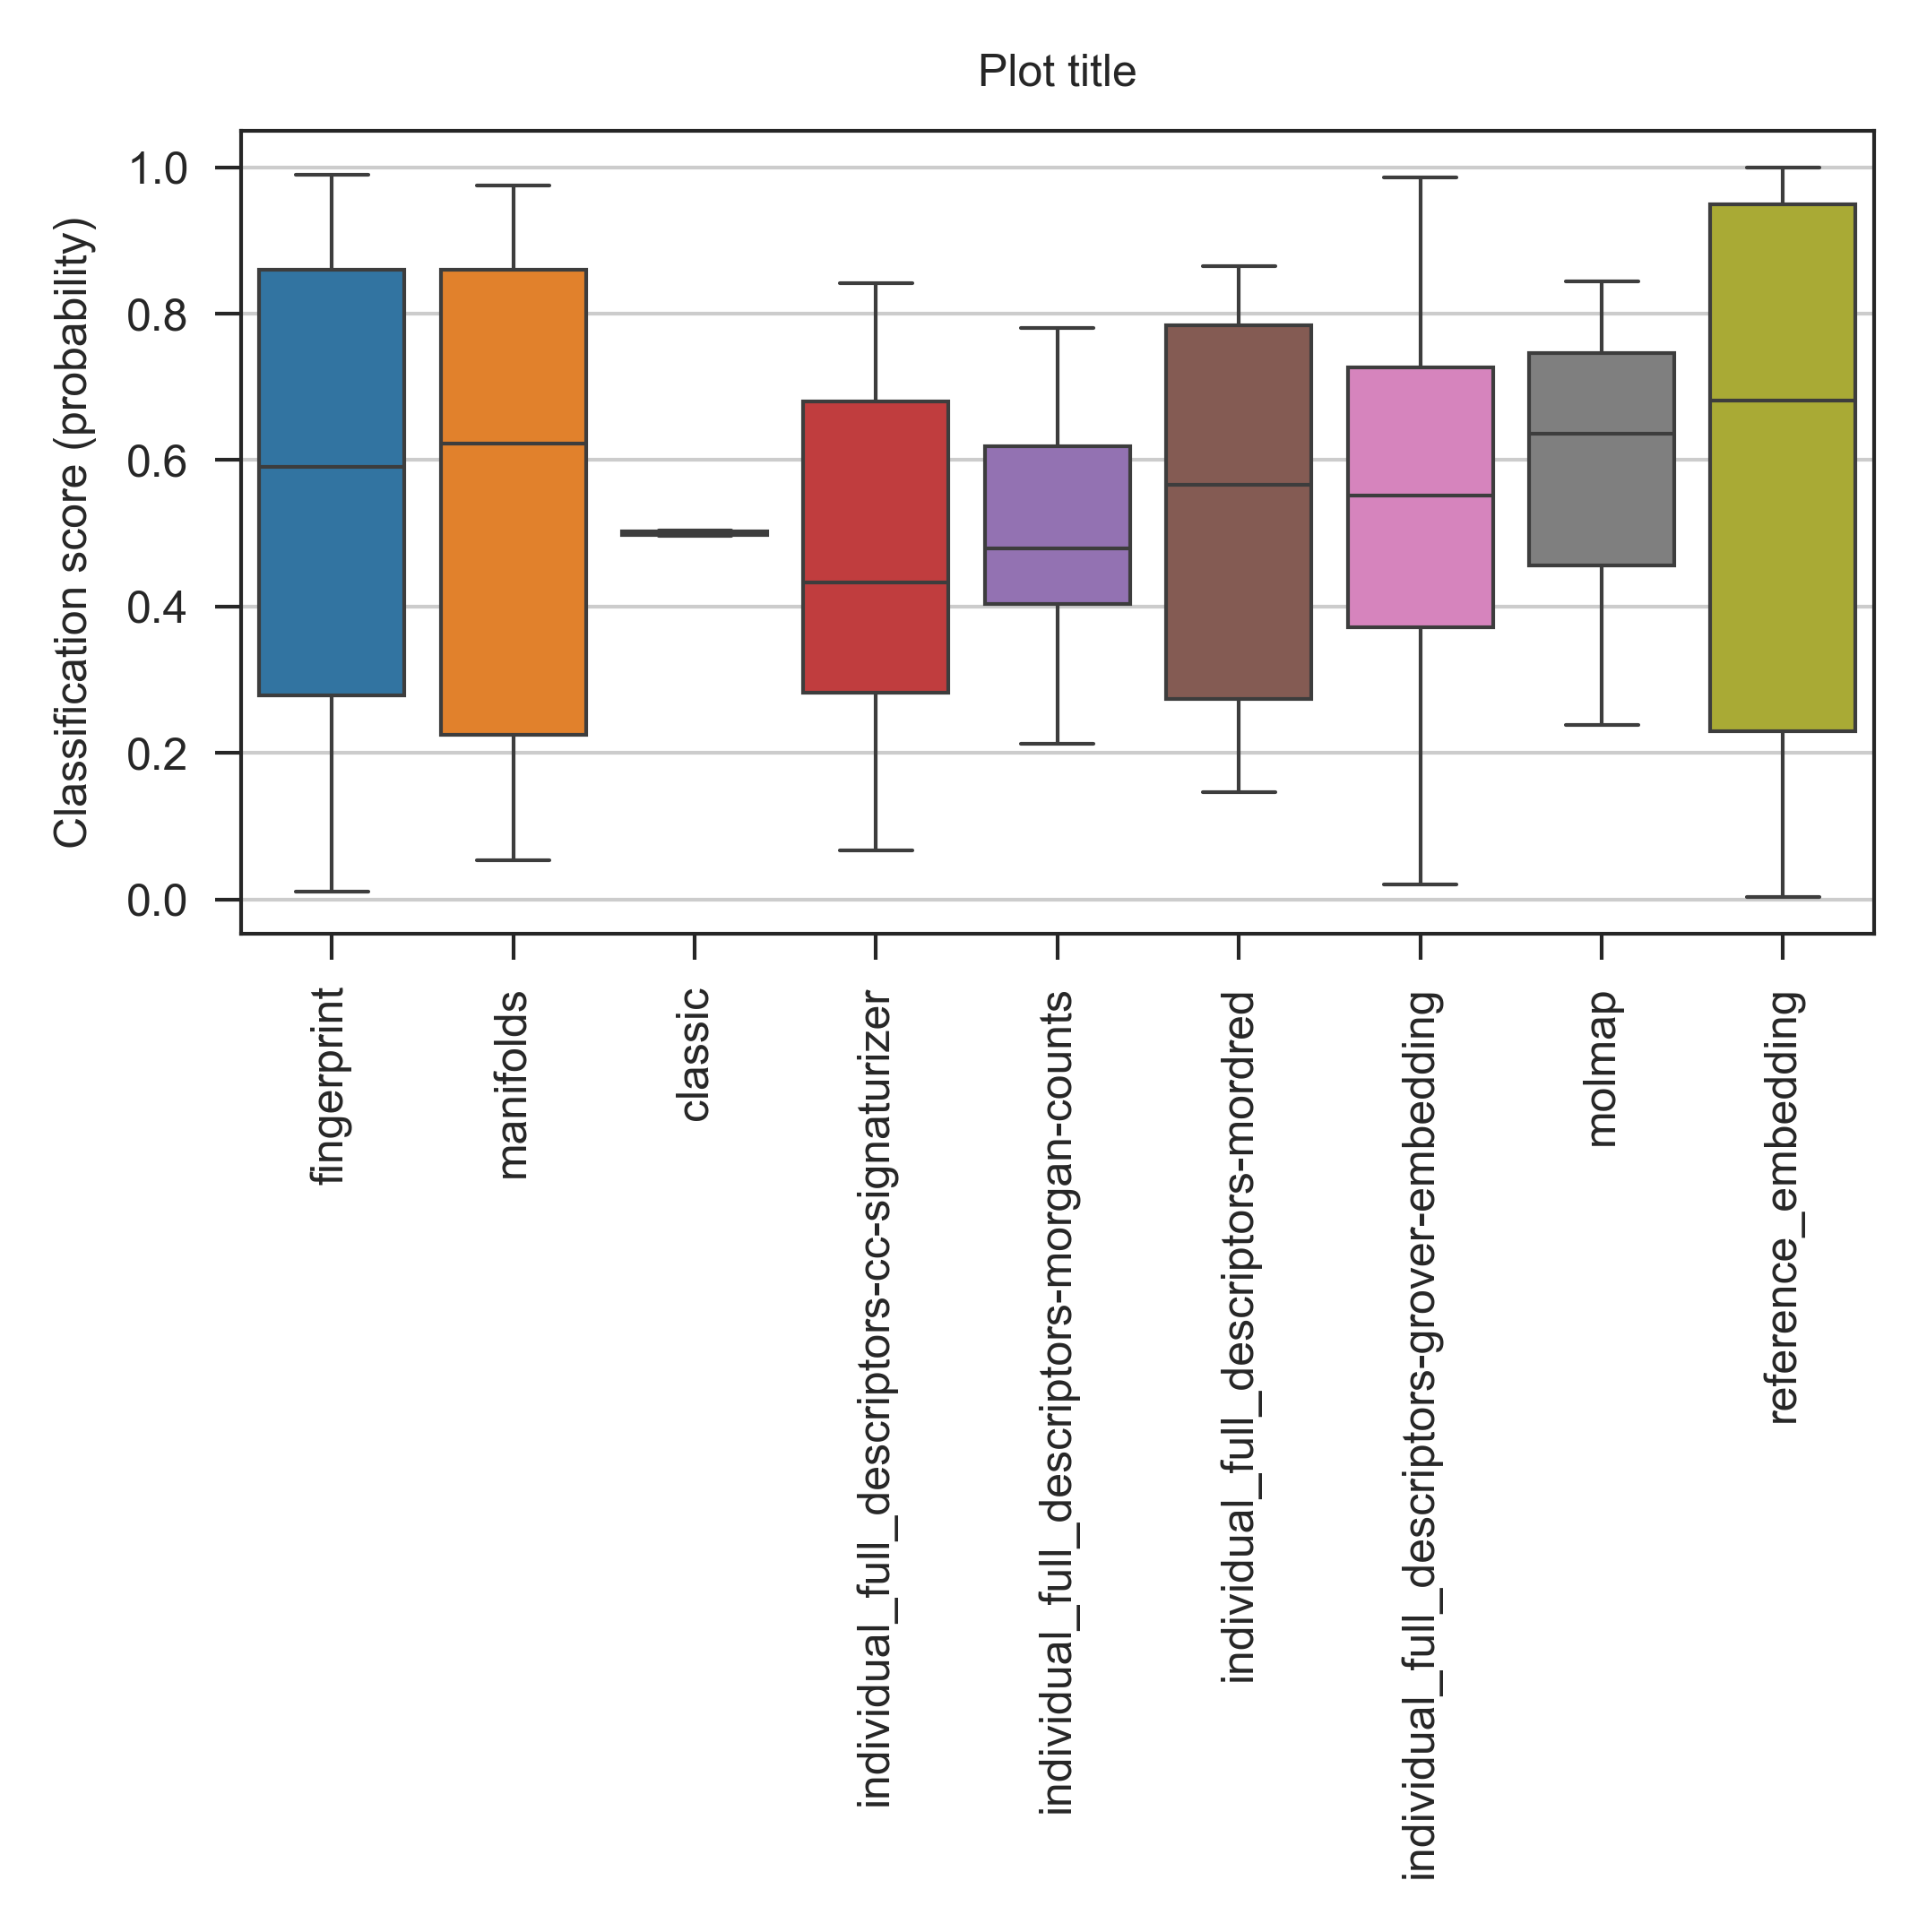 Plot title
Classification score (probability)
1.0
0.8
0.6
0.4
0.2
0.0
fingerprint
manifolds
classic
individual_full_descriptors-cc-signaturizer
individual_full_descriptors-morgan-counts
individual_full_descriptors-mordred
individual_full_descriptors-grover-embedding
molmap
reference_embedding